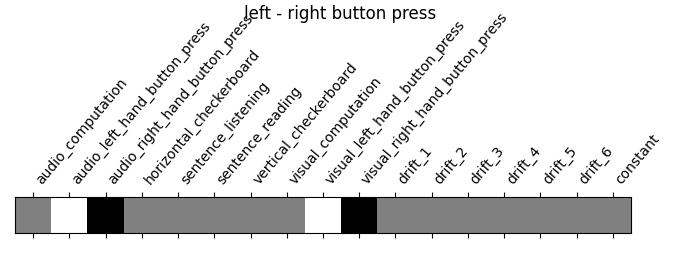 left - right button press
audio_computation
audio_left_hand_button_press
audio_right_hand_button_press
horizontal_checkerboard
sentence_listening
sentence_reading
vertical_checkerboard
visual_computation
visual_left_hand_button_press
visual_right_hand_button_press
drift_1
drift_2
drift_3
drift_4
drift_5
drift_6
constant